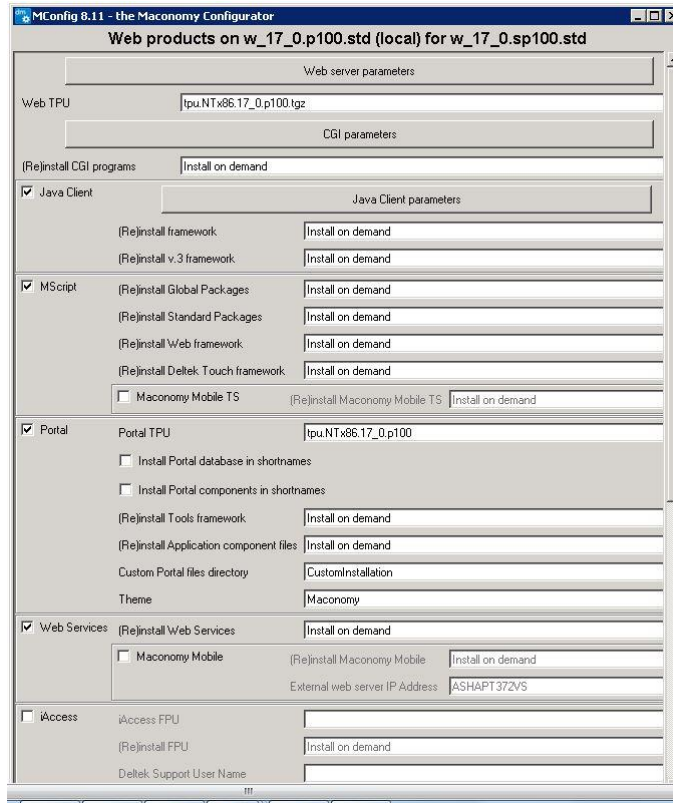 MConfig 8.11 - the Maconomy Configurator
Web products on w_17_0.p100.std (local) for w_17_0.sp100.std
Web server parameters
Web TPU tpu.NTx86.17_0.p100.tgz
CGI parameters
(Re)install CGI programs Install on demand
Java Client Java Client parameters
(Re)install framework Install on demand
(Re)install v.3 framework Install on demand
MScript (Re)install Global Packages Install on demand
(Re)install Standard Packages Install on demand
(Re)install Web framework Install on demand
(Re)install Deltek Touch framework Install on demand
Maconomy Mobile TS (Re)install Maconomy Mobile TS Install on demand
Portal Portal TPU tpu.NTx86.17_0.p100
Install Portal database in shortnames
Install Portal components in shortnames
(Re)install Tools framework Install on demand
(Re)install Application component files Install on demand
Custom Portal files directory CustomInstallation
Theme Maconomy
Web Services (Re)install Web Services Install on demand
Maconomy Mobile (Re)install Maconomy Mobile Install on demand
External web server IP Address ASHAPT372VS
iAccess iAccess FPU
(Re)install FPU Install on demand
Deltek Support User Name